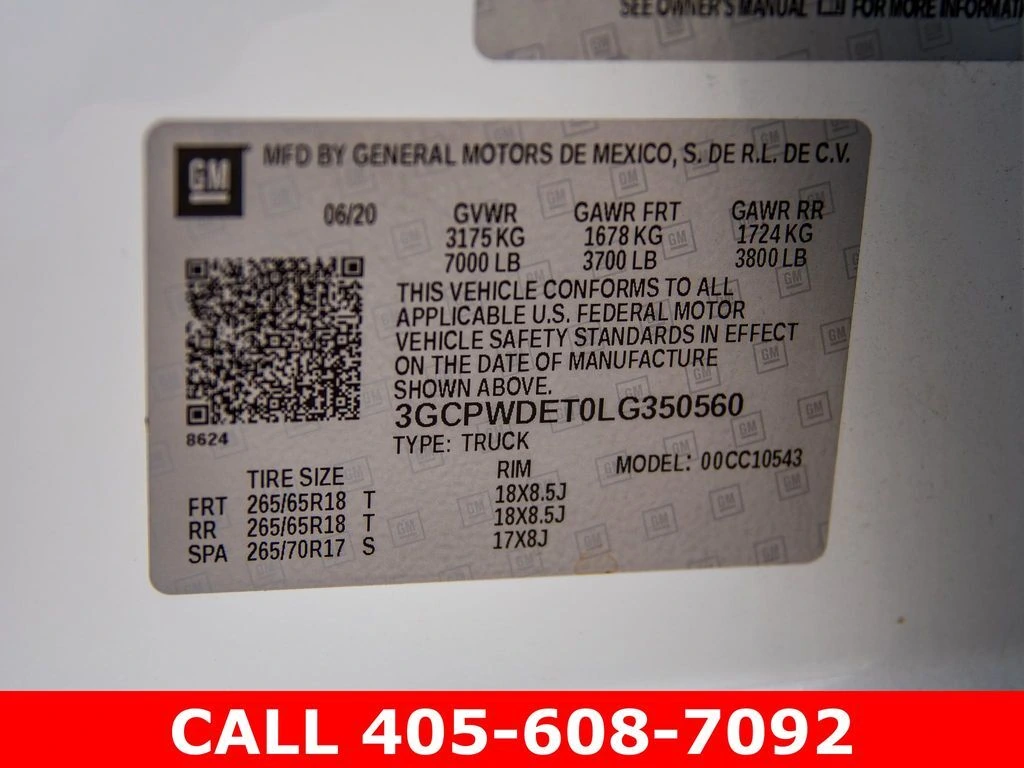 SEE OWNER'S MANUAL FOR MORE INFORMATI
GM
MFD BY GENERAL MOTORS DE MEXICO, S. DE R.L. DE C.V.
06/20 GVWR GAWR FRT GAWR RR
3175 KG 1678 KG 1724 KG
7000 LB 3700 LB 3800 LB
THIS VEHICLE CONFORMS TO ALL
APPLICABLE U.S. FEDERAL MOTOR
VEHICLE SAFETY STANDARDS IN EFFECT
ON THE DATE OF MANUFACTURE
SHOWN ABOVE.
3GCPWDET0LG350560
8624
TYPE: TRUCK
MODEL: 00CC10543
TIRE SIZE RIM
FRT 265/65R18 T 18X8.5J
RR 265/65R18 T 18X8.5J
SPA 265/70R17 S 17X8J
CALL 405-608-7092